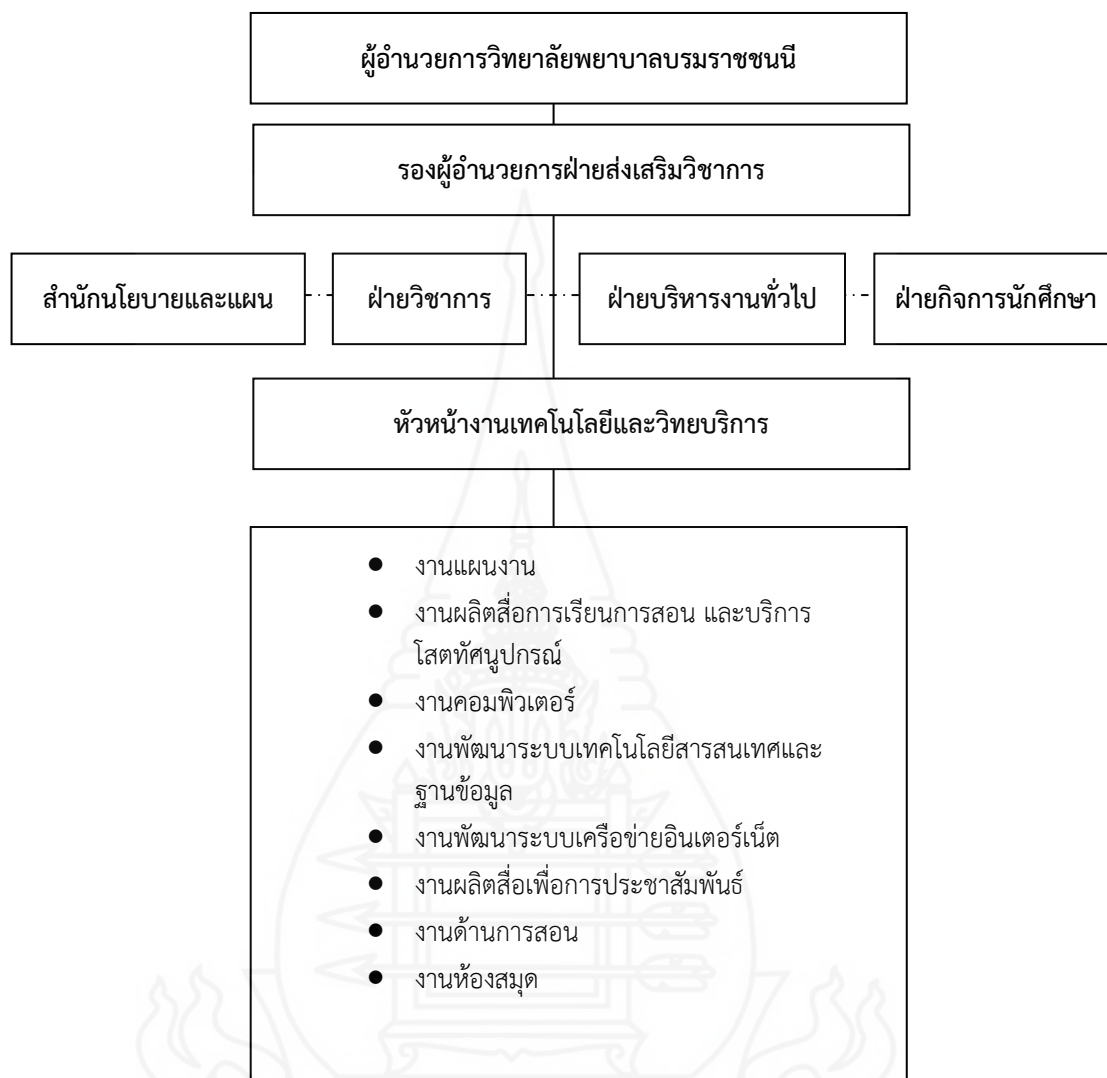 ผู้อำนวยการวิทยาลัยพยาบาลบรมราชชนนี
รองผู้อำนวยการฝ่ายส่งเสริมวิชาการ
สำนักนโยบายและแผน
ฝ่ายวิชาการ
ฝ่ายบริหารงานทั่วไป
ฝ่ายกิจการนักศึกษา
หัวหน้างานเทคโนโลยีและวิทยบริการ
● งานแผนงาน
● งานผลิตสื่อการเรียนการสอน และบริการ
โสตทัศนูปกรณ์
● งานคอมพิวเตอร์
● งานพัฒนาระบบเทคโนโลยีสารสนเทศและ
ฐานข้อมูล
● งานพัฒนาระบบเครือข่ายอินเตอร์เน็ต
● งานผลิตสื่อเพื่อการประชาสัมพันธ์
● งานด้านการสอน
● งานห้องสมุด